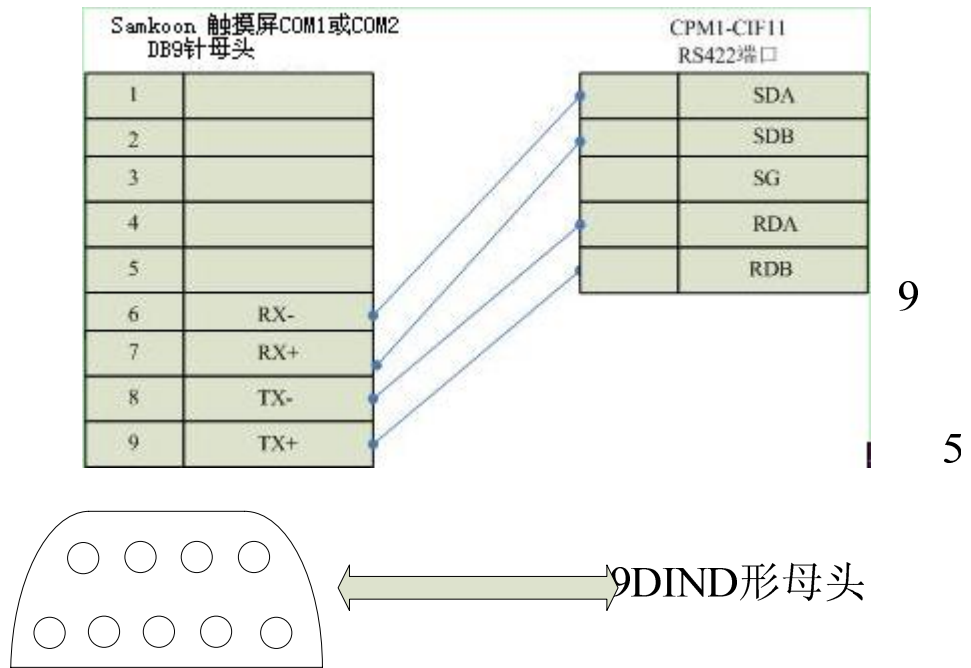 Samkoon 触摸屏COM1或COM2
DB9针母头
CPM1-CIF11
RS422端口
1
2
3
4
5
6 RX-
7 RX+
8 TX-
9 TX+
SDA
SDB
SG
RDA
RDB
9
5
9DIND形母头